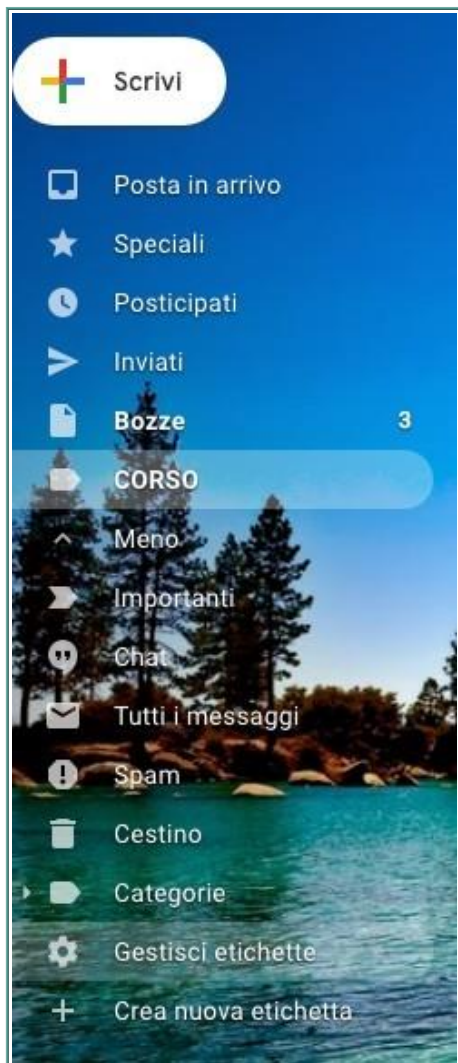 Scrivi
Posta in arrivo
Speciali
Posticipati
Inviati
Bozze 3
CORSO
Meno
Importanti
Chat
Tutti i messaggi
Spam
Cestino
Categorie
Gestisci etichette
Crea nuova etichetta